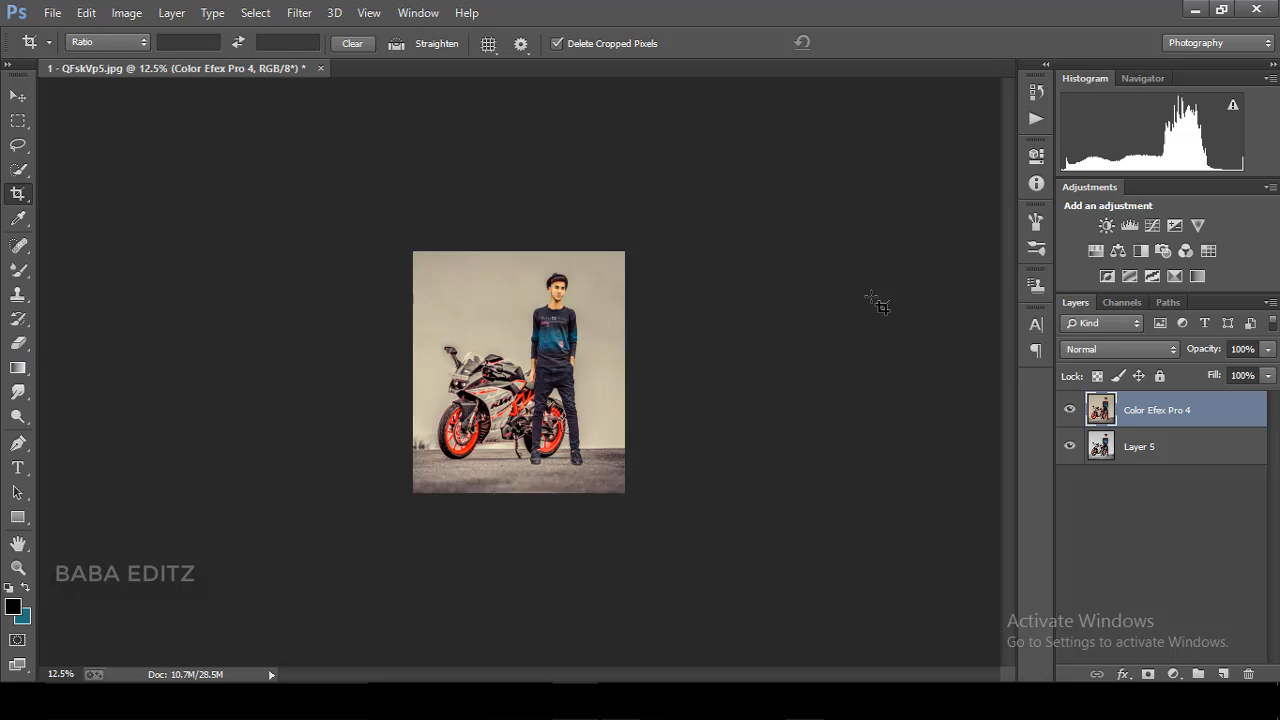 Ps File Edit Image Layer Type Select Filter 3D View Window Help
Ratio Clear Straighten Delete Cropped Pixels Photography
1 - QFskVp5.jpg @ 12.5% (Color Efex Pro 4, RGB/8*) * ×
Histogram Navigator
Adjustments
Add an adjustment
Layers Channels Paths
Kind
Normal Opacity: 100%
Lock: Fill: 100%
Color Efex Pro 4
Layer 5
BABA EDITZ
Activate Windows
Go to Settings to activate Windows.
12.5% Doc: 10.7M/28.5M